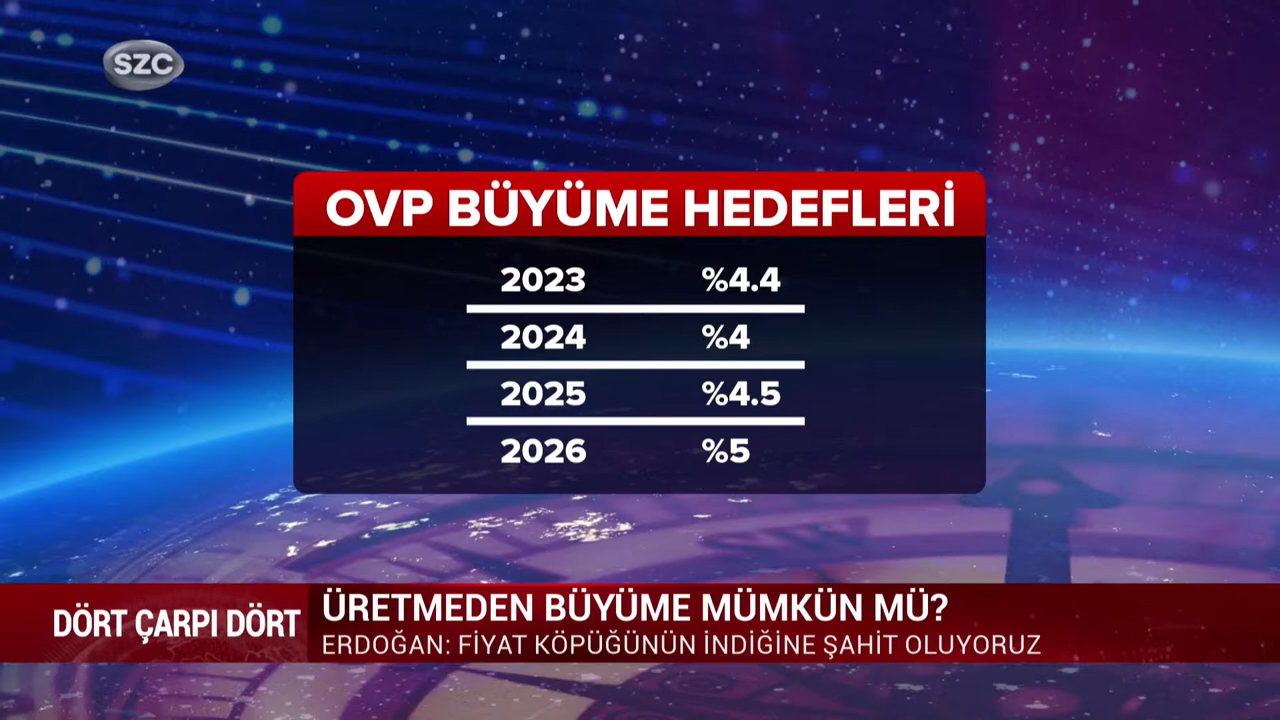 SZC
OVP BÜYÜME HEDEFLERİ
2023 %4.4
2024 %4
2025 %4.5
2026 %5
DÖRT ÇARPI DÖRT
ÜRETMEDEN BÜYÜME MÜMKÜN MÜ?
ERDOĞAN: FİYAT KÖPÜĞÜNÜN İNDİĞİNE ŞAHİT OLUYORUZ